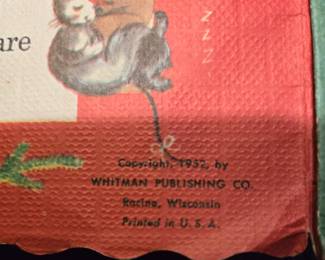 are
z
z
z
Copyright, 1952, by
WHITMAN PUBLISHING CO.
Racine, Wisconsin
Printed in U. S. A.